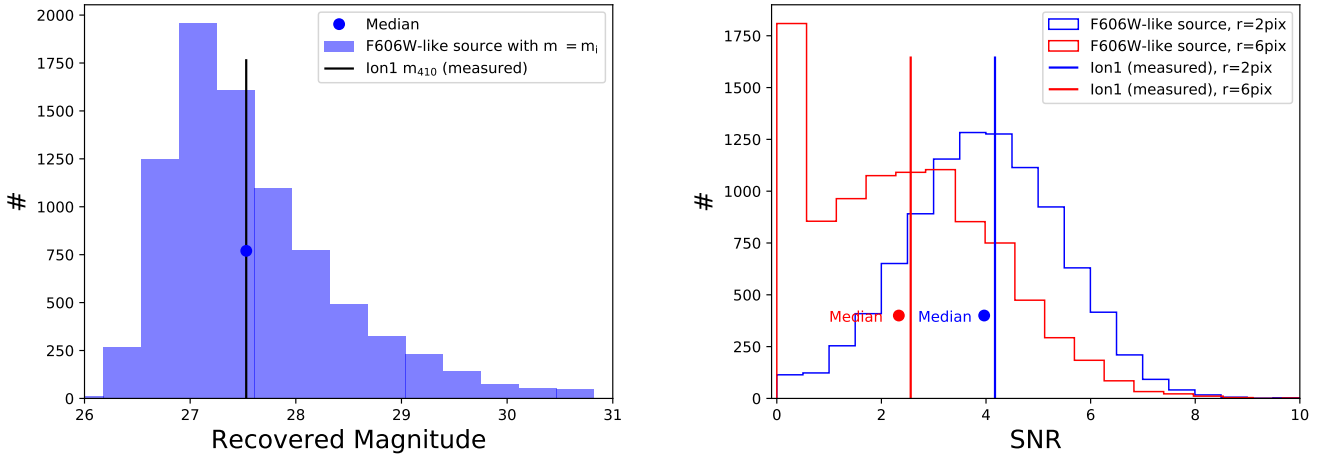 2000
1750
1500
1250
1000
750
500
250
0
#
Median
F606W-like source with m = mᵢ
Ion1 m₄₁₀ (measured)
26 27 28 29 30 31
Recovered Magnitude
1750
1500
1250
1000
750
500
250
0
#
F606W-like source, r=2pix
F606W-like source, r=6pix
Ion1 (measured), r=2pix
Ion1 (measured), r=6pix
Median Median
0 2 4 6 8 10
SNR